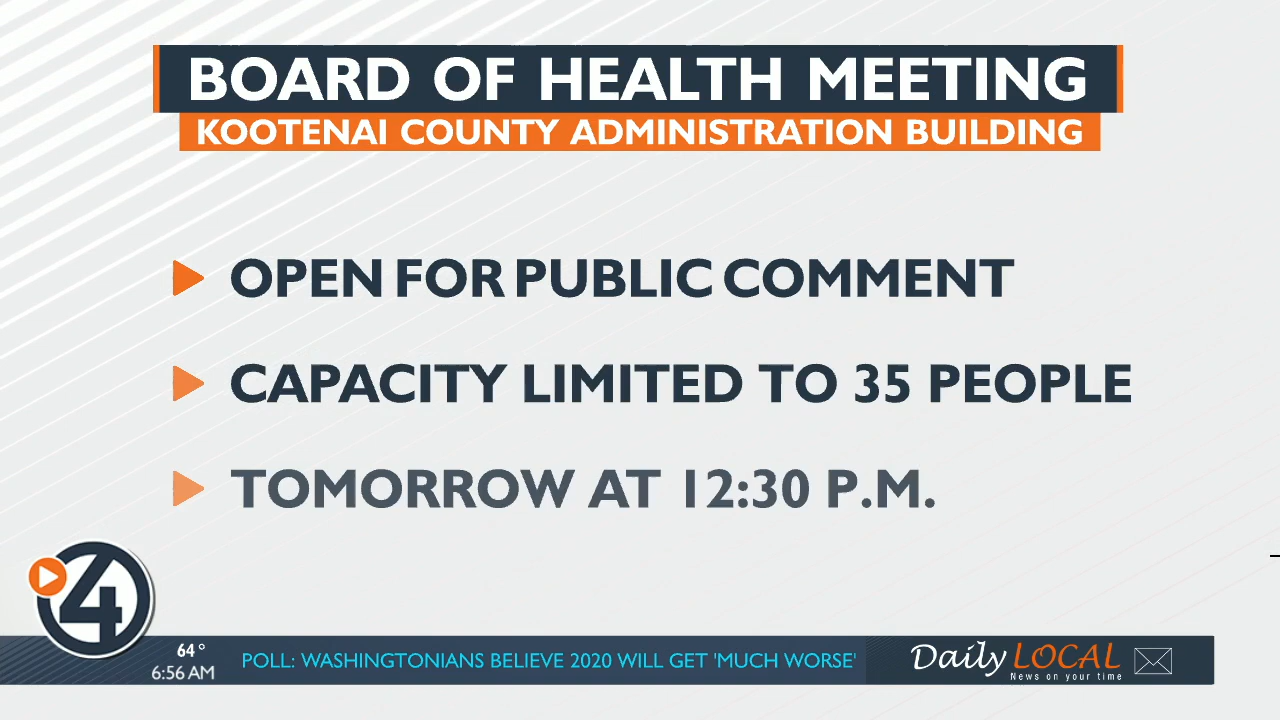 BOARD OF HEALTH MEETING
KOOTENAI COUNTY ADMINISTRATION BUILDING
OPEN FOR PUBLIC COMMENT
CAPACITY LIMITED TO 35 PEOPLE
TOMORROW AT 12:30 P.M.
4
64°
6:56 AM
POLL: WASHINGTONIANS BELIEVE 2020 WILL GET 'MUCH WORSE'
Daily LOCAL
News on your time